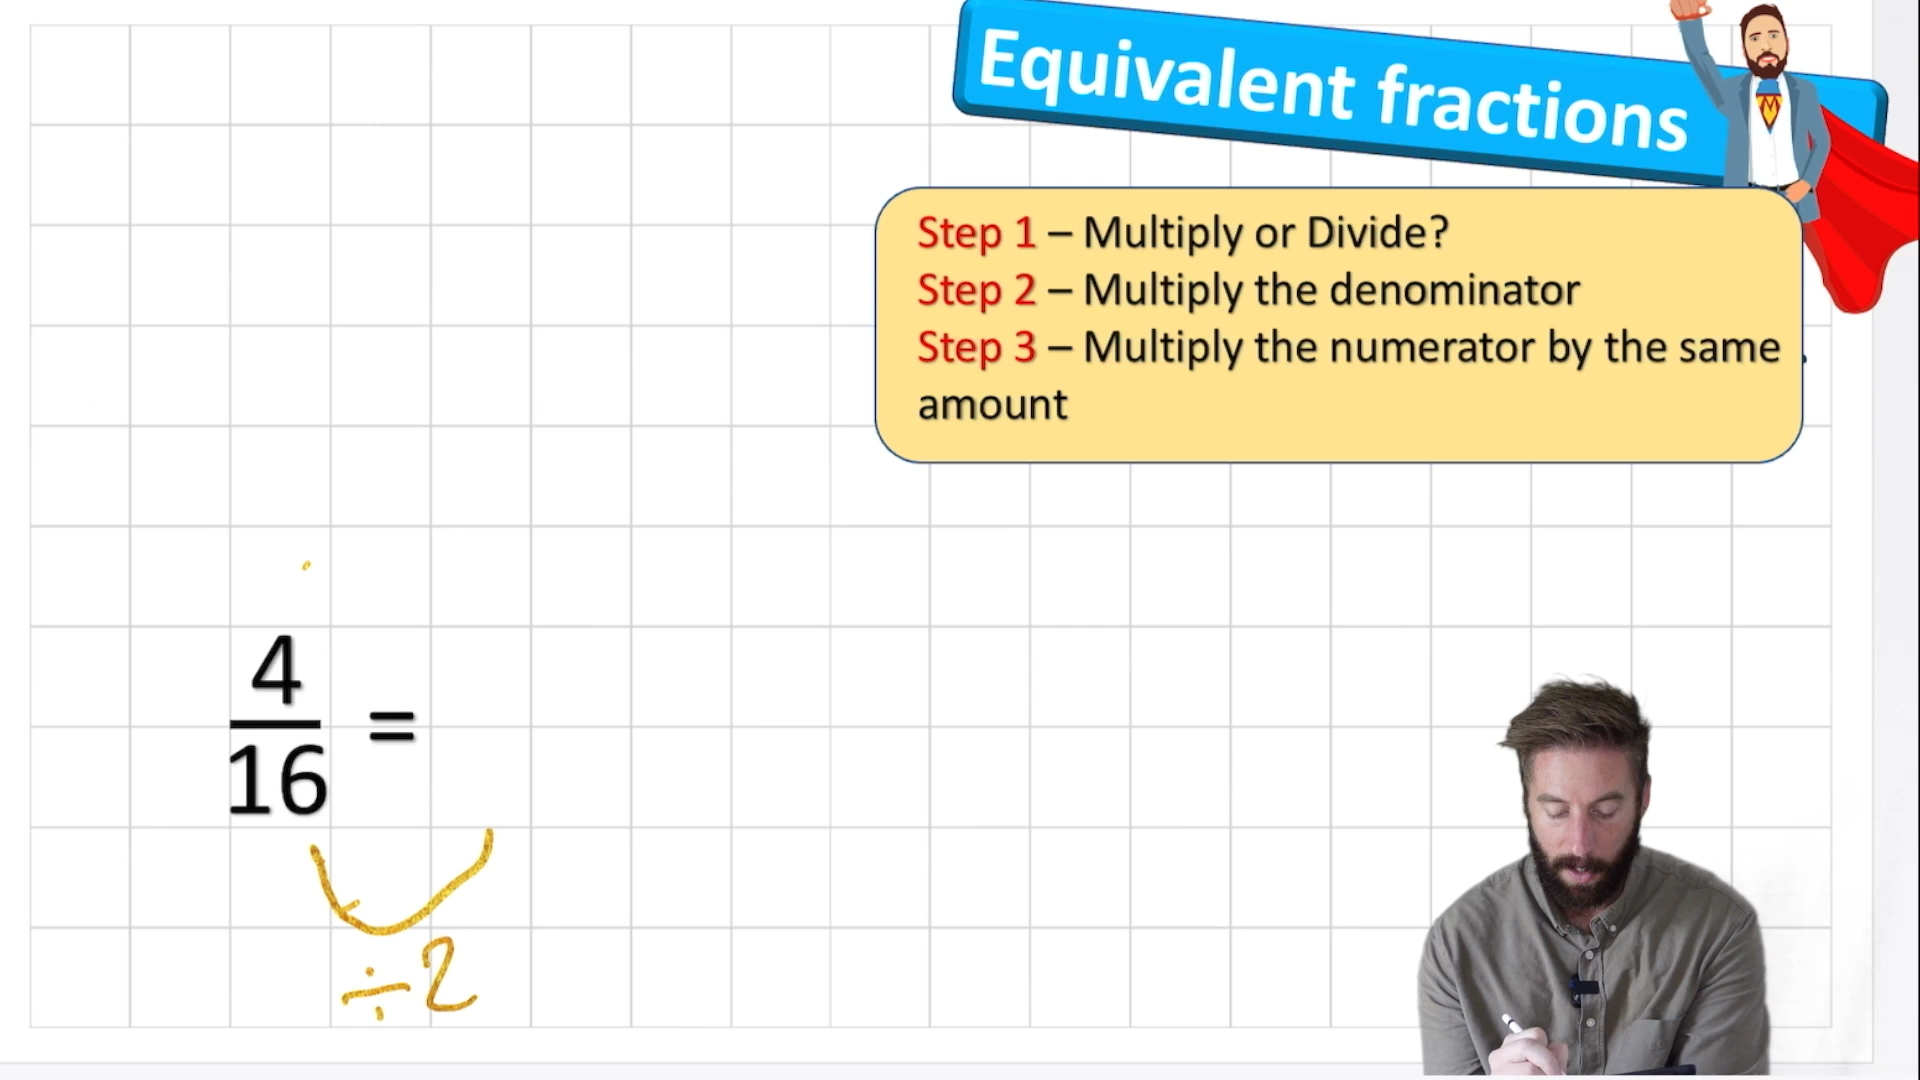 Equivalent fractions
M
Step 1 – Multiply or Divide?
Step 2 – Multiply the denominator
Step 3 – Multiply the numerator by the same
amount
4
=
16
÷2